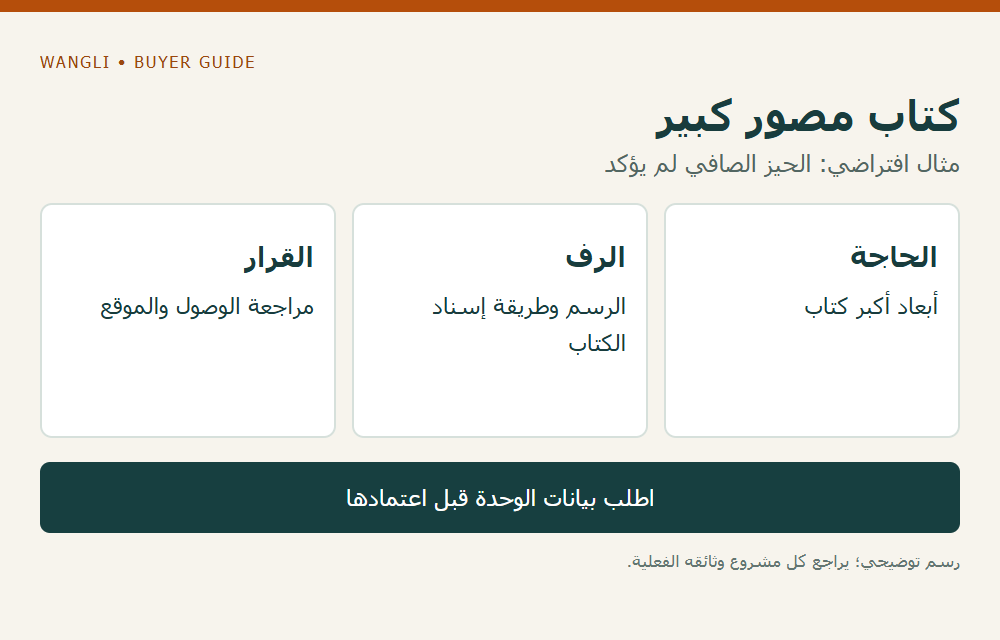 WANGLI • BUYER GUIDE
كتاب مصور كبير
مثال افتراضي: الحيز الصافي لم يؤكد
الحاجة
أبعاد أكبر كتاب
الرف
الرسم وطريقة إسناد
الكتاب
القرار
مراجعة الوصول والموقع
اطلب بيانات الوحدة قبل اعتمادها
رسم توضيحي؛ يراجع كل مشروع وثائقه الفعلية.